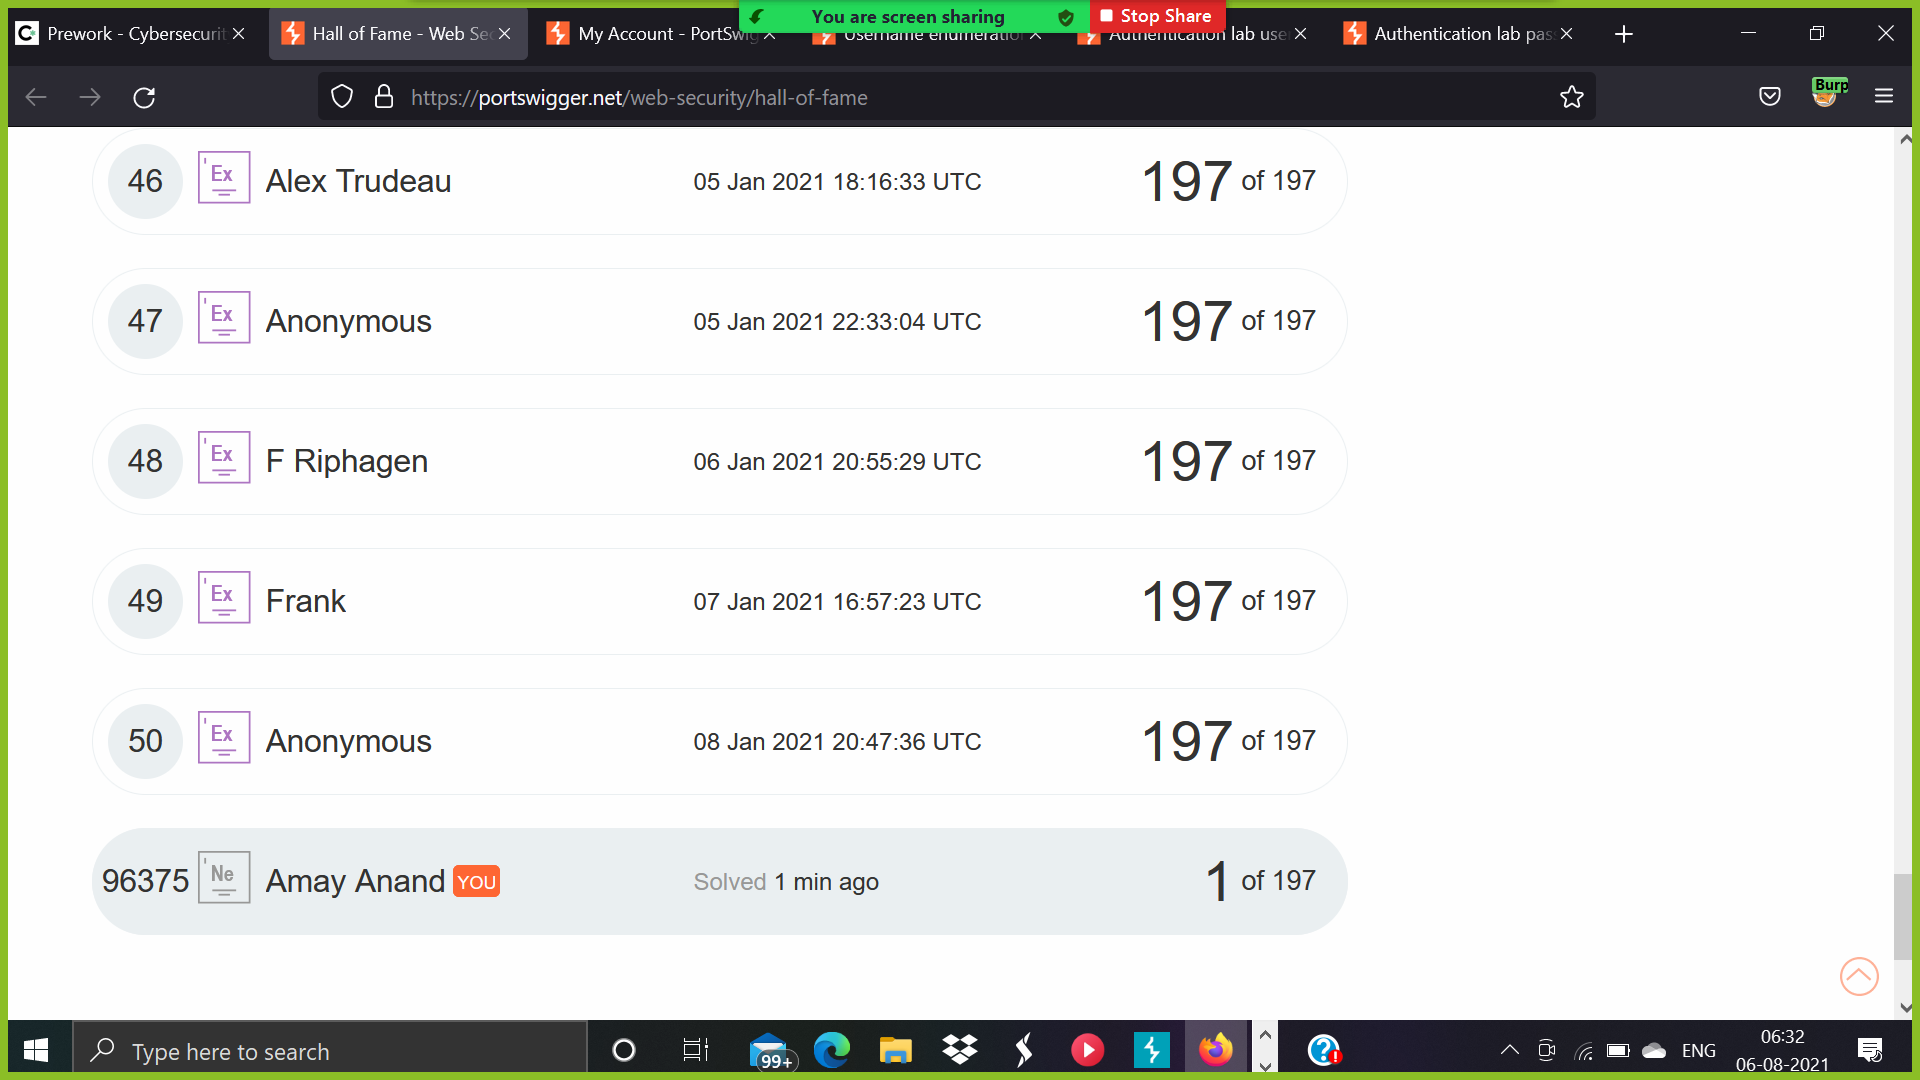 You are screen sharing
Stop Share
Prework - Cybersecurit
Hall of Fame - Web Sec
My Account - PortSwig
Username enumeration
Authentication lab use
Authentication lab pas
https://portswigger.net/web-security/hall-of-fame
Burp
46 Ex Alex Trudeau 05 Jan 2021 18:16:33 UTC 197 of 197
47 Ex Anonymous 05 Jan 2021 22:33:04 UTC 197 of 197
48 Ex F Riphagen 06 Jan 2021 20:55:29 UTC 197 of 197
49 Ex Frank 07 Jan 2021 16:57:23 UTC 197 of 197
50 Ex Anonymous 08 Jan 2021 20:47:36 UTC 197 of 197
96375 Ne Amay Anand YOU Solved 1 min ago 1 of 197
Type here to search
99+
ENG
06:32
06-08-2021